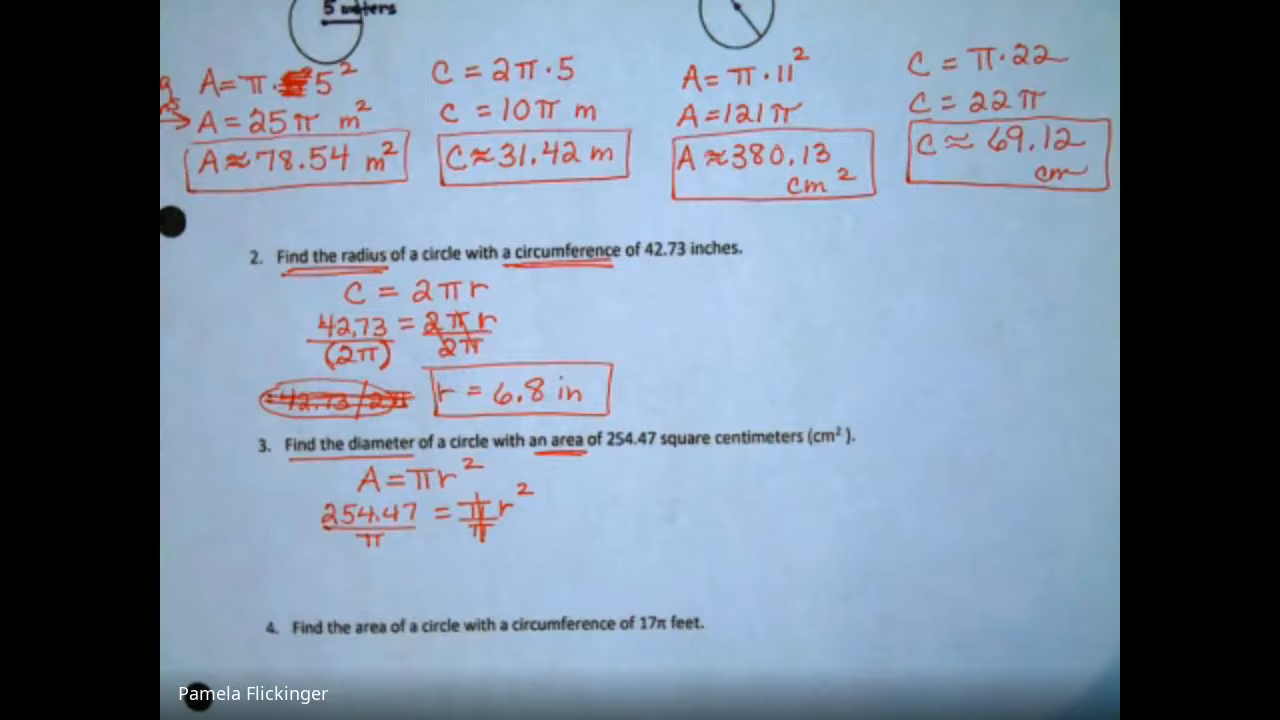 5 meters
A = π · 5²
A = 25π m²
A ≈ 78.54 m²
C = 2π · 5
C = 10π m
C ≈ 31.42 m
A = π · 11²
A = 121π
A ≈ 380.13
cm²
C = π · 22
C = 22π
C ≈ 69.12
cm
2. Find the radius of a circle with a circumference of 42.73 inches.
C = 2πr
42.73 = 2πr
(2π) 2π
r = 6.8 in
3. Find the diameter of a circle with an area of 254.47 square centimeters (cm² ).
A = πr²
254.47 = πr²
π π
4. Find the area of a circle with a circumference of 17π feet.
Pamela Flickinger